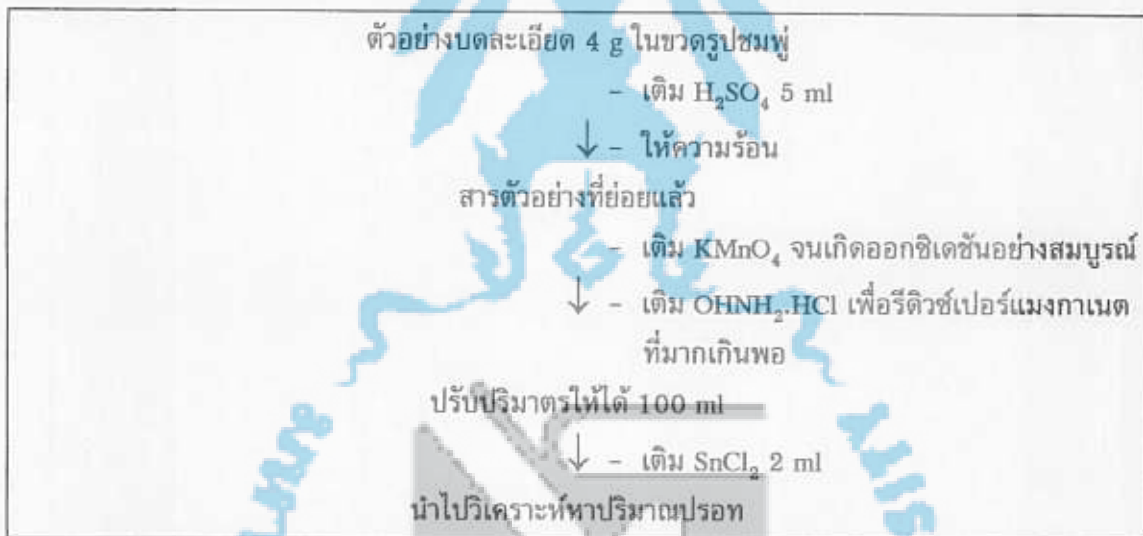 ตัวอย่างบดละเอียด 4 g ในขวดรูปชมพู่
- เติม H₂SO₄ 5 ml
↓ - ให้ความร้อน
สารตัวอย่างที่ย่อยแล้ว
- เติม KMnO₄ จนเกิดออกซิเดชันอย่างสมบูรณ์
↓ - เติม OHNH₂.HCl เพื่อรีดิวซ์เปอร์แมงกาเนต
ที่มากเกินพอ
ปรับปริมาตรให้ได้ 100 ml
↓ - เติม SnCl₂ 2 ml
นำไปวิเคราะห์หาปริมาณปรอท